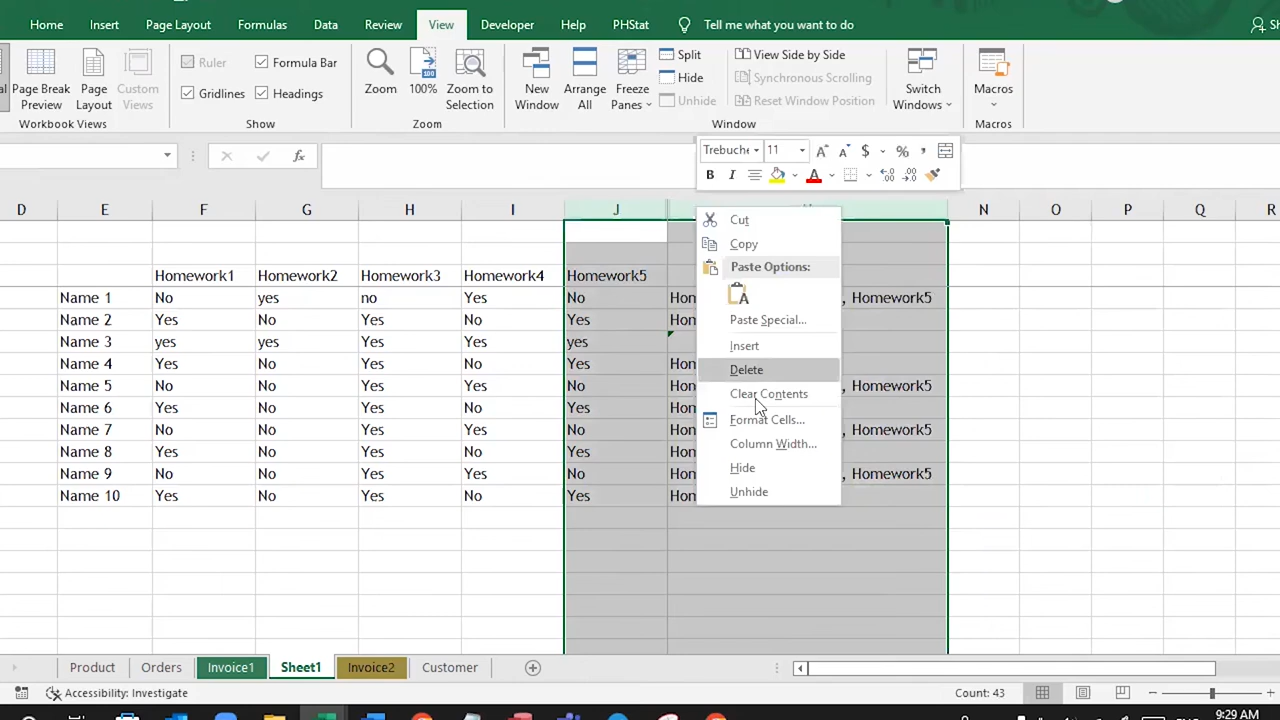 Home Insert Page Layout Formulas Data Review View Developer Help PHStat Tell me what you want to do
Page Break Preview
Page Layout
Custom Views
Workbook Views
Ruler
Formula Bar
Gridlines
Headings
Show
Zoom
100%
Zoom to Selection
Zoom
New Window
Arrange All
Freeze Panes
Split
Hide
Unhide
View Side by Side
Synchronous Scrolling
Reset Window Position
Switch Windows
Window
Macros
Macros
fx
Trebuche 11 A A $ % ,
B I A
D E F G H I J N O P Q R
Homework1 Homework2 Homework3 Homework4 Homework5
Name 1 No yes no Yes No Hom , Homework5
Name 2 Yes No Yes No Yes Hom
Name 3 yes yes Yes Yes yes
Name 4 Yes No Yes No Yes Hom
Name 5 No No Yes Yes No Hom , Homework5
Name 6 Yes No Yes No Yes Hom
Name 7 No No Yes Yes No Hom , Homework5
Name 8 Yes No Yes No Yes Hom
Name 9 No No Yes Yes No Hom , Homework5
Name 10 Yes No Yes No Yes Hom
Cut
Copy
Paste Options:
Paste Special...
Insert
Delete
Clear Contents
Format Cells...
Column Width...
Hide
Unhide
Product Orders Invoice1 Sheet1 Invoice2 Customer
Accessibility: Investigate Count: 43
9:29 AM